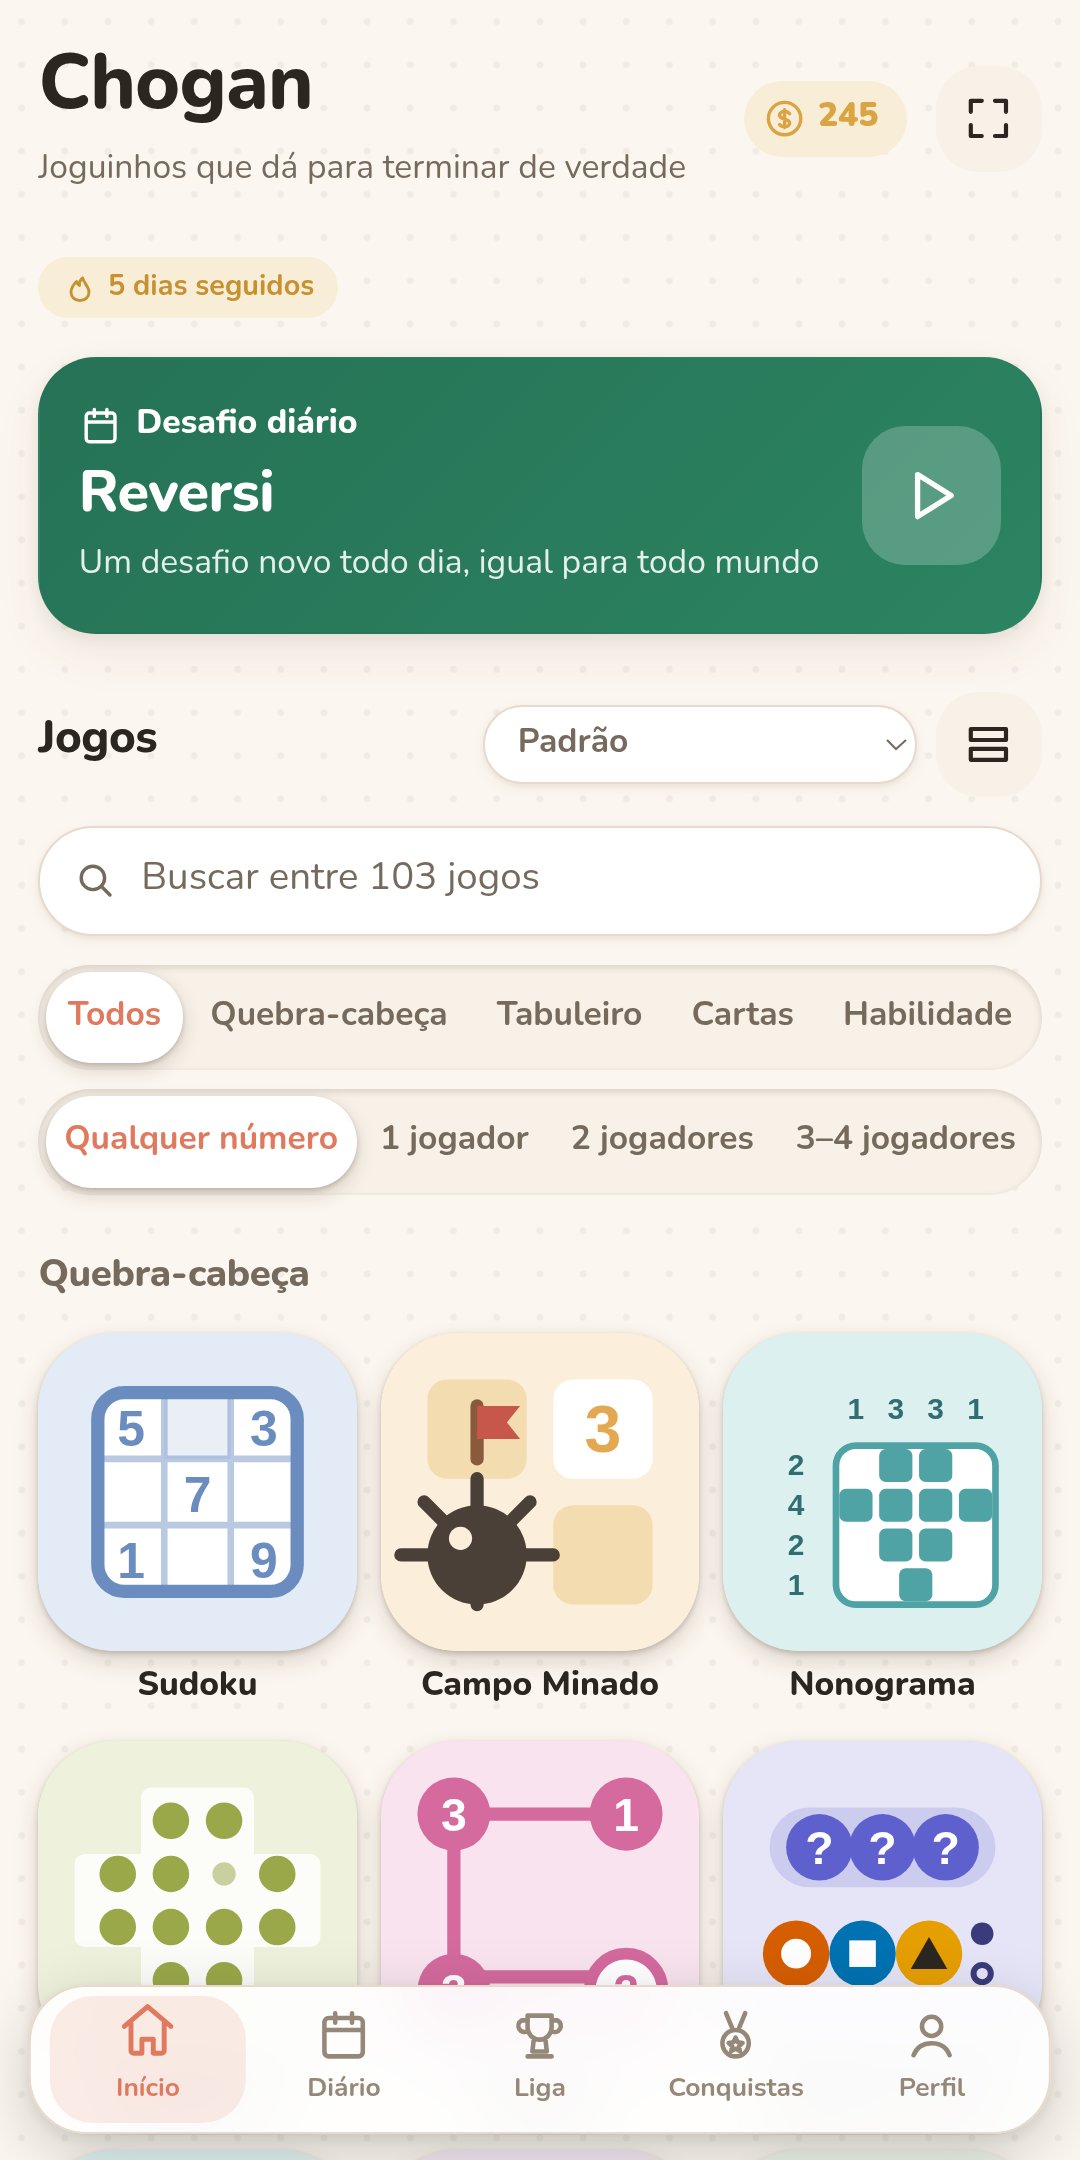 Chogan
245
Joguinhos que dá para terminar de verdade
5 dias seguidos
Desafio diário
Reversi
Um desafio novo todo dia, igual para todo mundo
Jogos
Padrão
Buscar entre 103 jogos
Todos Quebra-cabeça Tabuleiro Cartas Habilidade
Qualquer número 1 jogador 2 jogadores 3–4 jogadores
Quebra-cabeça
5 3
7
1 9
3
1 3 3 1
2
4
2
1
Sudoku Campo Minado Nonograma
3 1
? ? ?
Início Diário Liga Conquistas Perfil